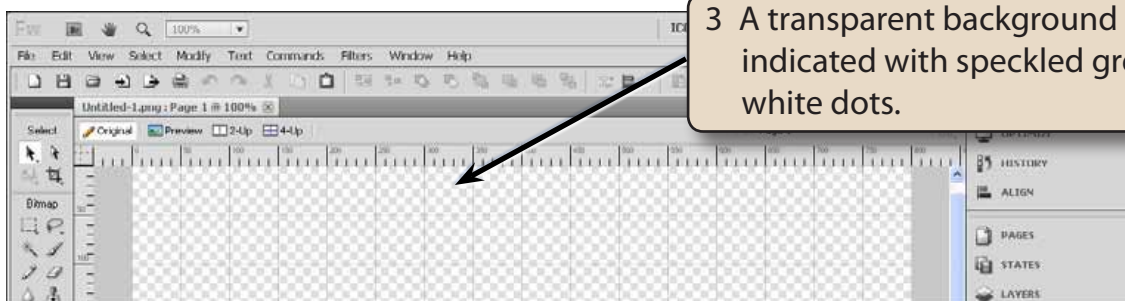 3 A transparent background
indicated with speckled gr
white dots.
Fw 100%
File Edit View Select Modify Text Commands Filters Window Help
Untitled-1.png : Page 1 @ 100%
Select Original Preview 2-Up 4-Up
HISTORY
ALIGN
Bitmap
PAGES
STATES
LAYERS